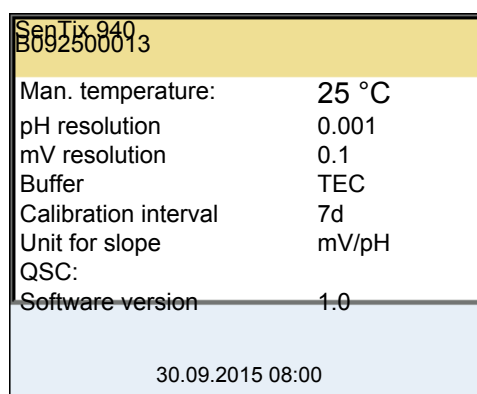 SenTix 940
B092500013
Man. temperature: 25 °C
pH resolution 0.001
mV resolution 0.1
Buffer TEC
Calibration interval 7d
Unit for slope mV/pH
QSC:
Software version 1.0
30.09.2015 08:00